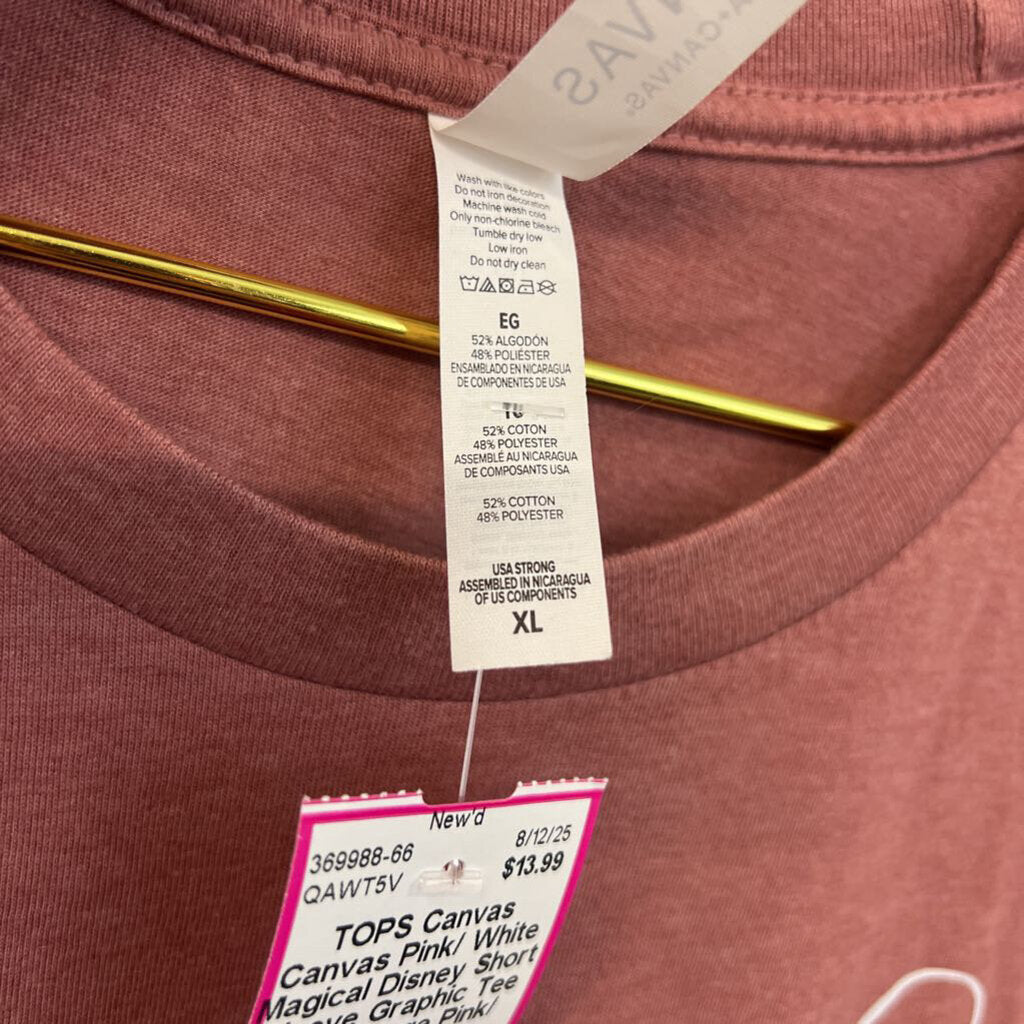 CANVAS
Wash with like colors
Do not iron decoration
Machine wash cold
Only non-chlorine bleach
Tumble dry low
Low iron
Do not dry clean
EG
52% ALGODÓN
48% POLIÉSTER
ENSAMBLADO EN NICARAGUA
DE COMPONENTES DE USA
52% COTON
48% POLYESTER
ASSEMBLÉ AU NICARAGUA
DE COMPOSANTS USA
52% COTTON
48% POLYESTER
USA STRONG
ASSEMBLED IN NICARAGUA
OF US COMPONENTS
XL
New'd
369988-66 8/12/25
QAWT5V $13.99
TOPS Canvas
Canvas Pink/ White
Magical Disney Short
Graphic Tee
Pink/